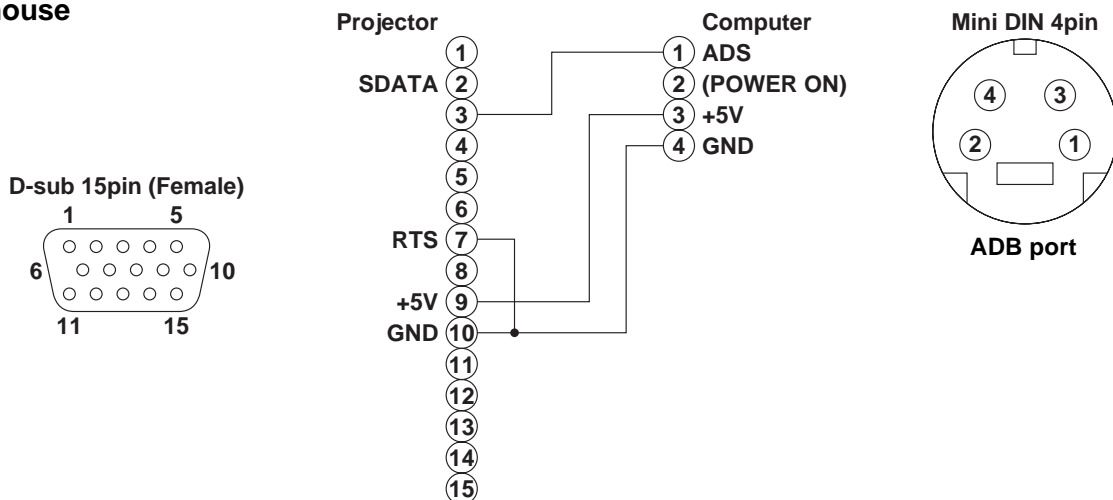 Projector
Computer
Mini DIN 4pin
1
1 ADS
SDATA 2
2 (POWER ON)
3
3 +5V
4
4 GND
5
6
RTS 7
8
+5V 9
GND 10
11
12
13
14
15
D-sub 15pin (Female)
1 5
6 10
11 15
4 3
2 1
ADB port